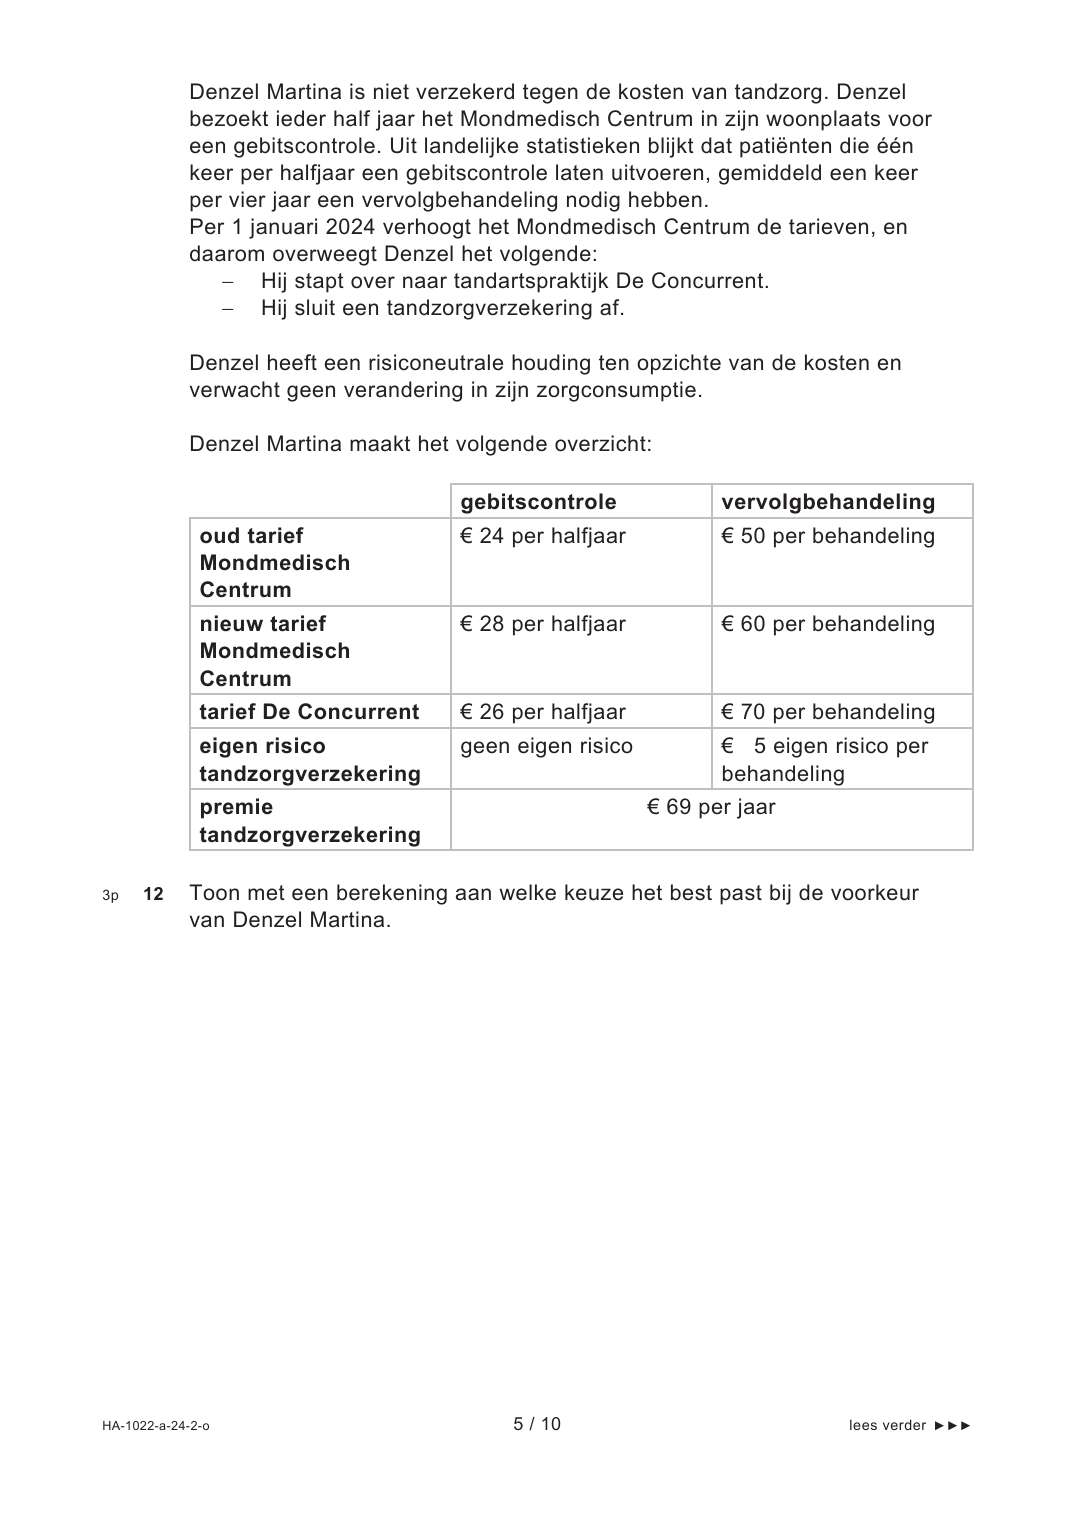 Denzel Martina is niet verzekerd tegen de kosten van tandzorg. Denzel
bezoekt ieder half jaar het Mondmedisch Centrum in zijn woonplaats voor
een gebitscontrole. Uit landelijke statistieken blijkt dat patiënten die één
keer per halfjaar een gebitscontrole laten uitvoeren, gemiddeld een keer
per vier jaar een vervolgbehandeling nodig hebben.
Per 1 januari 2024 verhoogt het Mondmedisch Centrum de tarieven, en
daarom overweegt Denzel het volgende:
– Hij stapt over naar tandartspraktijk De Concurrent.
– Hij sluit een tandzorgverzekering af.
Denzel heeft een risiconeutrale houding ten opzichte van de kosten en
verwacht geen verandering in zijn zorgconsumptie.
Denzel Martina maakt het volgende overzicht:
gebitscontrole vervolgbehandeling
oud tarief € 24 per halfjaar € 50 per behandeling
Mondmedisch
Centrum
nieuw tarief € 28 per halfjaar € 60 per behandeling
Mondmedisch
Centrum
tarief De Concurrent € 26 per halfjaar € 70 per behandeling
eigen risico geen eigen risico € 5 eigen risico per
tandzorgverzekering behandeling
premie € 69 per jaar
tandzorgverzekering
3p 12 Toon met een berekening aan welke keuze het best past bij de voorkeur
van Denzel Martina.
HA-1022-a-24-2-o 5 / 10 lees verder ►►►